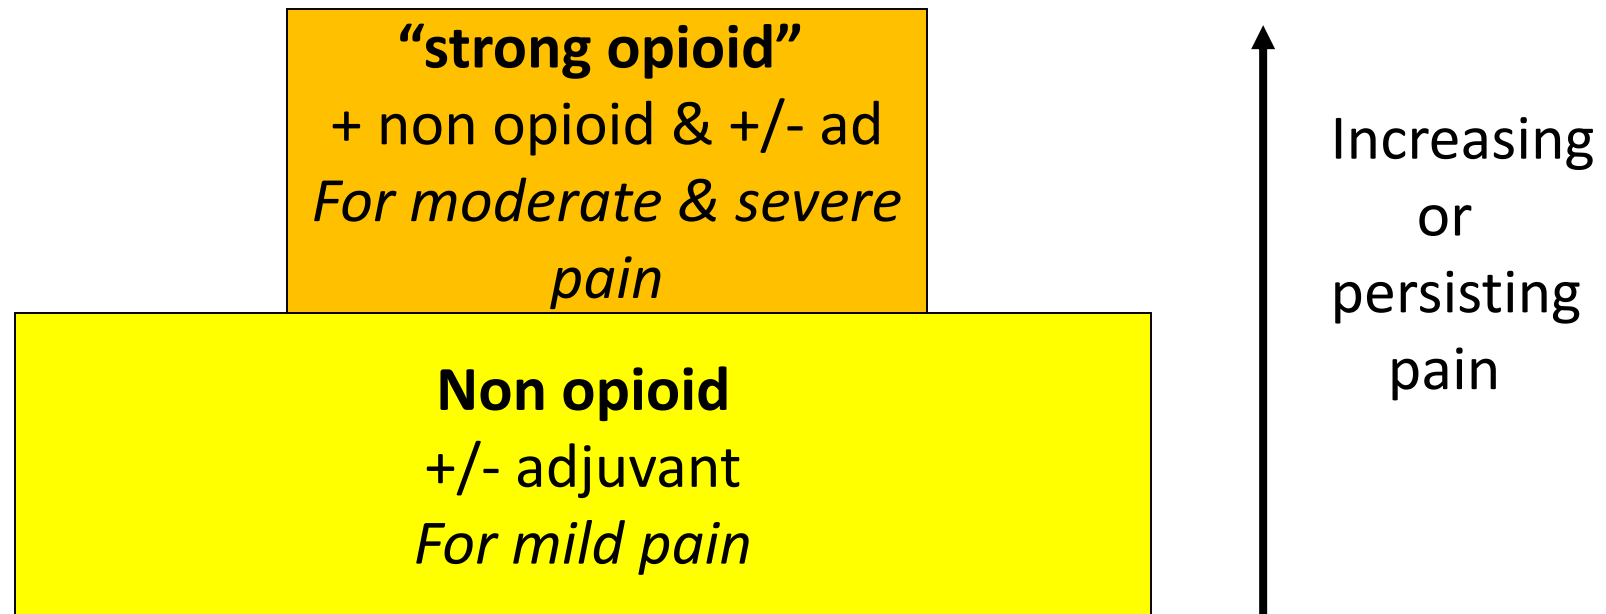 “strong opioid”
+ non opioid & +/- ad
For moderate & severe
pain
Non opioid
+/- adjuvant
For mild pain
Increasing
or
persisting
pain